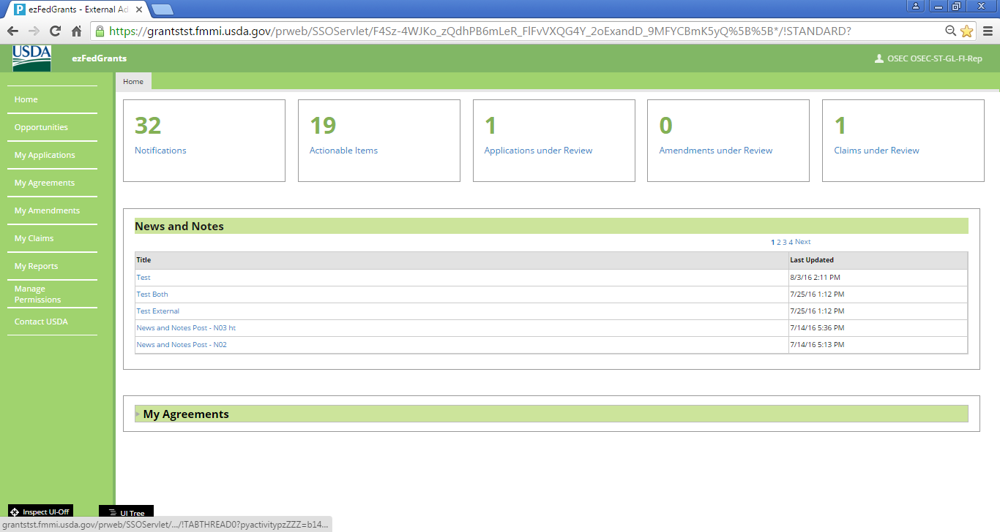 ezFedGrants - External Ad
https://grantstst.fmmi.usda.gov/prweb/SSOServlet/F4Sz-4WJKo_zQdhPB6mLeR_FlFvVXQG4Y_2oExandD_9MFYCBmK5yQ%5B%5B*/!STANDARD?
USDA
ezFedGrants
OSEC OSEC-ST-GL-FI-Rep
Home
Home
Opportunities
My Applications
My Agreements
My Amendments
My Claims
My Reports
Manage
Permissions
Contact USDA
32
Notifications
19
Actionable Items
1
Applications under Review
0
Amendments under Review
1
Claims under Review
News and Notes
1 2 3 4 Next
Title Last Updated
Test 8/3/16 2:11 PM
Test Both 7/25/16 1:12 PM
Test External 7/25/16 1:12 PM
News and Notes Post - N03 ht 7/14/16 5:36 PM
News and Notes Post - N02 7/14/16 5:13 PM
My Agreements
Inspect UI-Off
UI Tree
grantstst.fmmi.usda.gov/prweb/SSOServlet/.../!TABTHREAD0?pyactivitypzZZZ=b14...